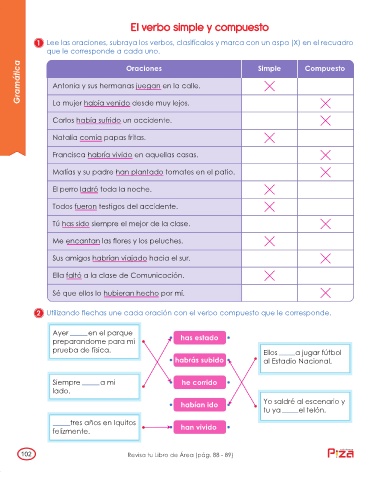 El verbo simple y compuesto
1 Lee las oraciones, subraya los verbos, clasifícalos y marca con un aspa (X) en el recuadro
que le corresponde a cada uno.
Gramática
Oraciones Simple Compuesto
Antonia y sus hermanas juegan en la calle.
La mujer había venido desde muy lejos.
Carlos había sufrido un accidente.
Natalia comía papas fritas.
Francisca habría vivido en aquellas casas.
Matías y su padre han plantado tomates en el patio.
El perro ladró toda la noche.
Todos fueron testigos del accidente.
Tú has sido siempre el mejor de la clase.
Me encantan las flores y los peluches.
Sus amigos habrían viajado hacia el sur.
Ella faltó a la clase de Comunicación.
Sé que ellos lo hubieran hecho por mí.
2 Utilizando flechas une cada oración con el verbo compuesto que le corresponde.
Ayer _____ en el parque
preparándome para mi
prueba de física.
Siempre _____ a mi
lado.
_____ tres años en Iquitos
felizmente.
has estado
habrás subido
he corrido
habían ido
han vivido
Ellos _____ a jugar fútbol
al Estadio Nacional.
Yo saldré al escenario y
tu ya _____ el telón.
102
Revisa tu Libro de Área (pág. 88 - 89)
Piza